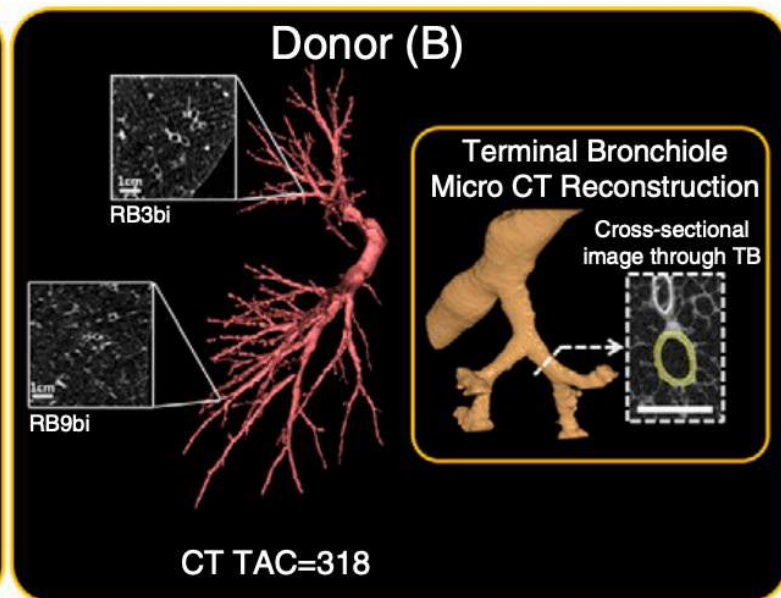 Donor (B)
1cm
RB3bi
1cm
RB9bi
Terminal Bronchiole
Micro CT Reconstruction
Cross-sectional
image through TB
CT TAC=318